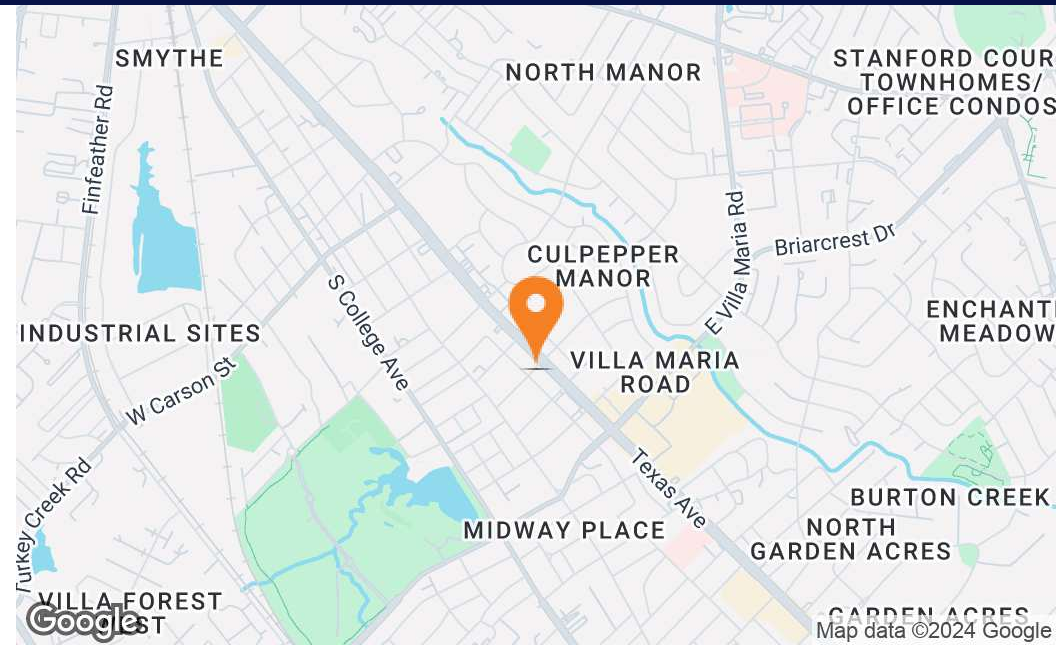 SMYTHE
NORTH MANOR
STANFORD COUR
TOWNHOMES/
OFFICE CONDOS
Finfeather Rd
E Villa Maria Rd
Briarcrest Dr
CULPEPPER
MANOR
S College Ave
INDUSTRIAL SITES
ENCHANT
MEADOW
VILLA MARIA
ROAD
W Carson St
Turkey Creek Rd
Texas Ave
MIDWAY PLACE
BURTON CREEK
NORTH
GARDEN ACRES
VILLA FOREST
WEST
Google
GARDEN ACRES
Map data ©2024 Google